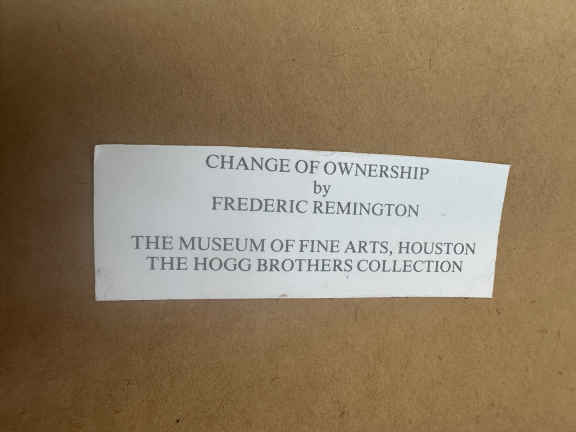 CHANGE OF OWNERSHIP
by
FREDERIC REMINGTON
THE MUSEUM OF FINE ARTS, HOUSTON
THE HOGG BROTHERS COLLECTION